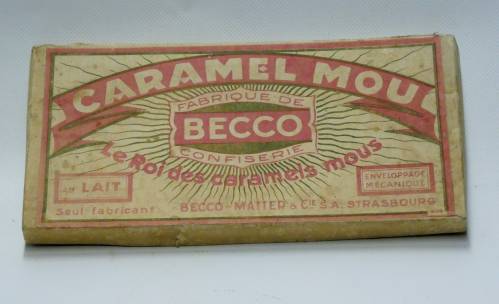 CARAMEL MOU
FABRIQUE DE
BECCO
CONFISERIE
Le Roi des caramels mous
AU LAIT
ENVELOPPAGE
MÉCANIQUE
Seul fabricant BECCO-MATTER & CIE S.A. STRASBOURG